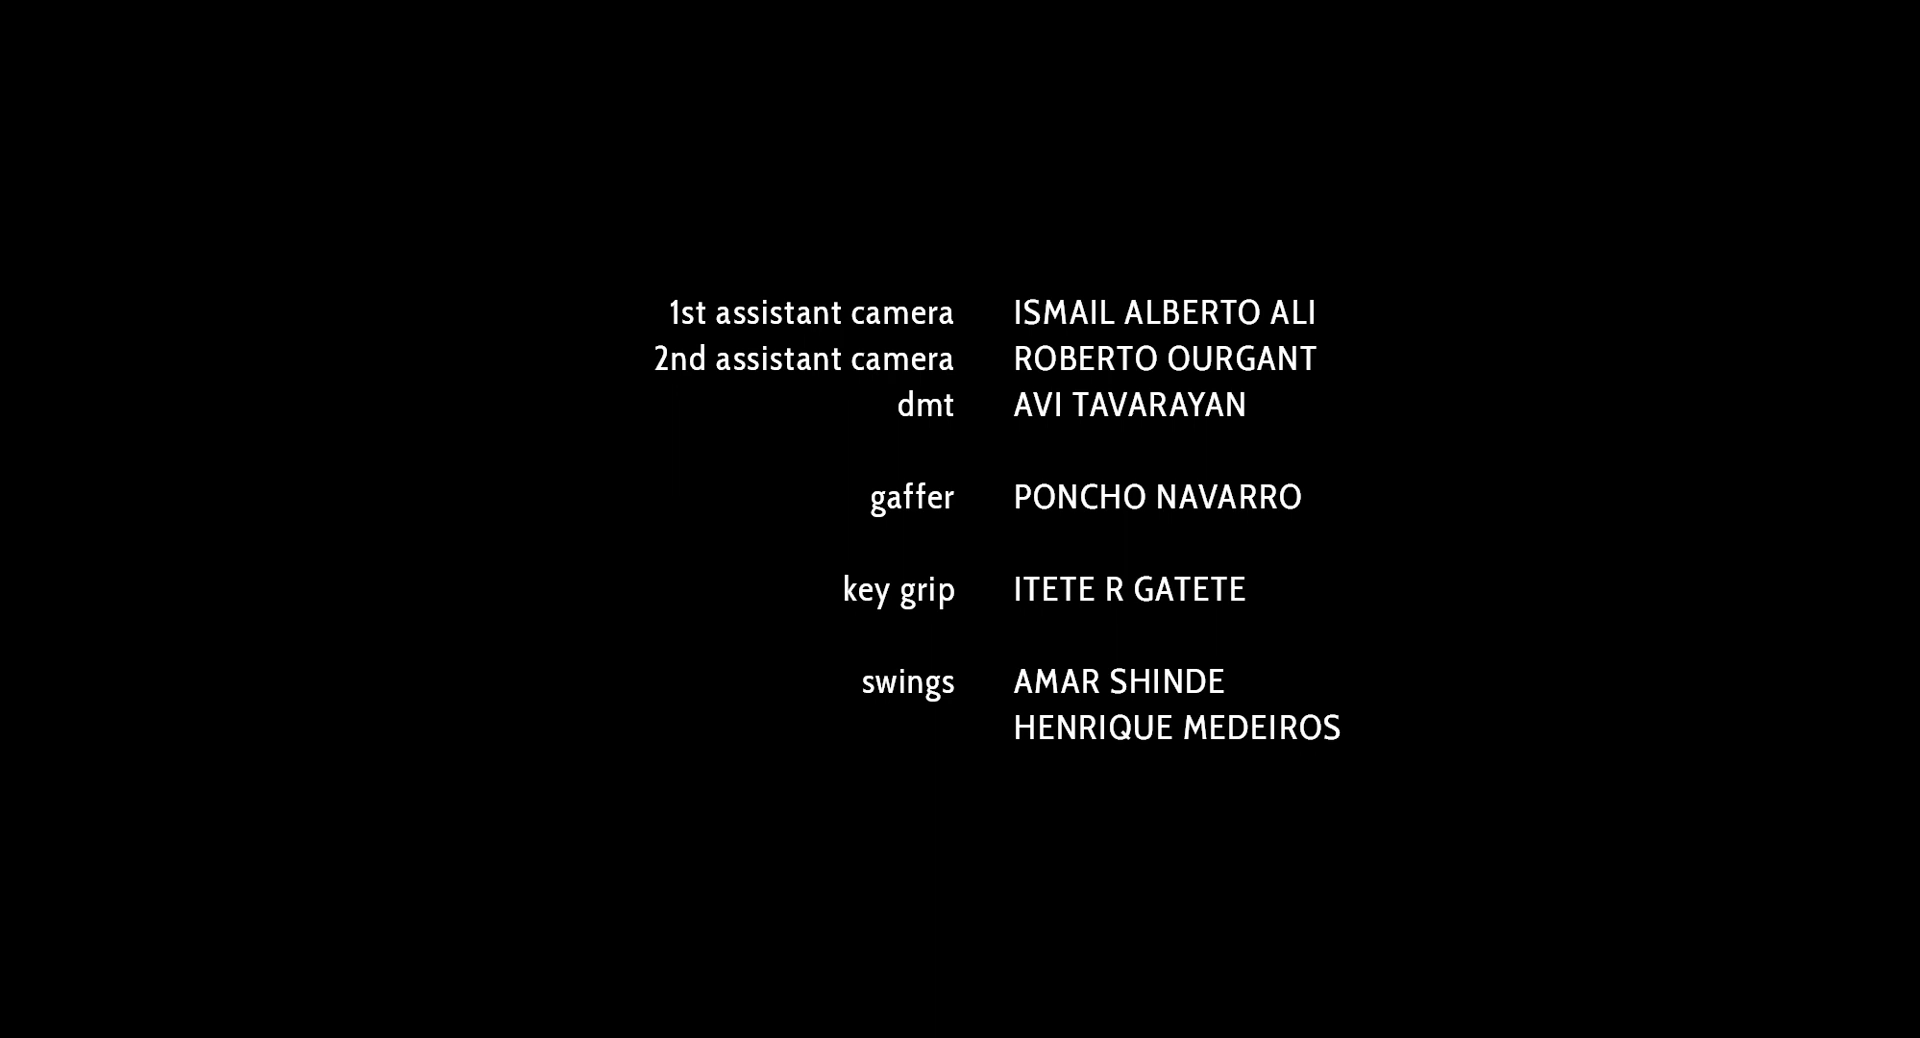 1st assistant camera ISMAIL ALBERTO ALI
2nd assistant camera ROBERTO OURGANT
dmt AVI TAVARAYAN
gaffer PONCHO NAVARRO
key grip ITETE R GATETE
swings AMAR SHINDE
HENRIQUE MEDEIROS